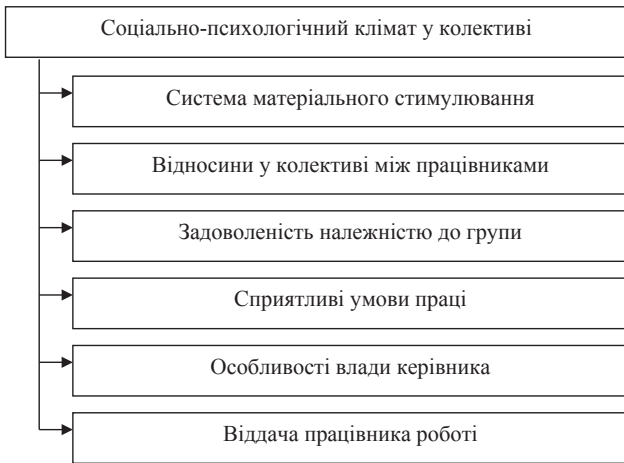 Соціально-психологічний клімат у колективі
Система матеріального стимулювання
Відносини у колективі між працівниками
Задоволеність належністю до групи
Сприятливі умови праці
Особливості влади керівника
Віддача працівника роботі